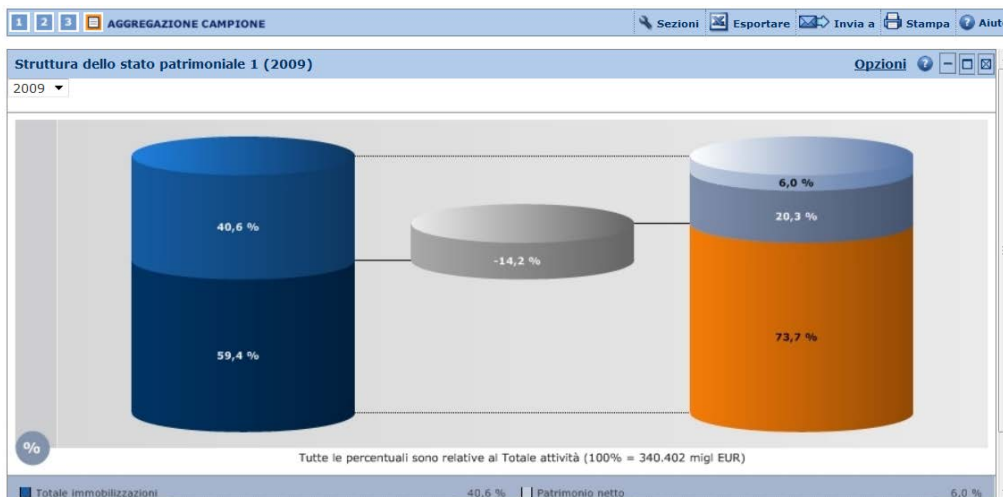 1 2 3 AGGREGAZIONE CAMPIONE Sezioni Esportare Invia a Stampa Aiut
Struttura dello stato patrimoniale 1 (2009) Opzioni
2009
6,0 %
40,6 %
20,3 %
-14,2 %
59,4 %
73,7 %
%
Tutte le percentuali sono relative al Totale attività (100% = 340.402 migl EUR)
Totale immobilizzazioni 40,6 % Patrimonio netto 6,0 %